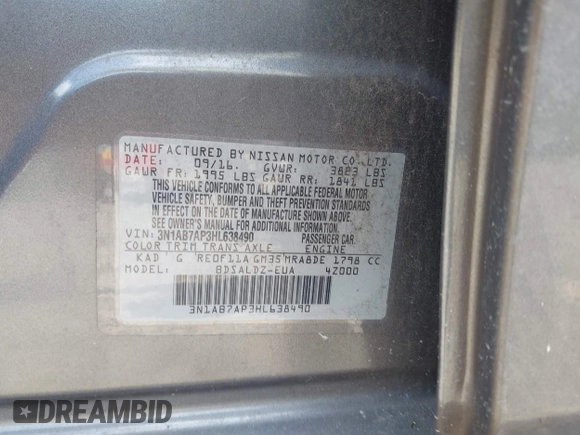 MANUFACTURED BY NISSAN MOTOR CO.,LTD.
DATE: 09/16. GVWR: 3823 LBS
GAWR FR: 1995 LBS GAWR RR: 1841 LBS
THIS VEHICLE CONFORMS TO ALL APPLICABLE FEDERAL MOTOR
VEHICLE SAFETY, BUMPER AND THEFT PREVENTION STANDARDS
IN EFFECT ON THE DATE OF MANUFACTURE SHOWN ABOVE.
SEE OWNER'S MANUAL FOR ADDITIONAL INFORMATION.
VIN: 3N1AB7AP3HL638490 PASSENGER CAR
COLOR TRIM TRANS AXLE ENGINE
KAD G RE0F11A GM35 MRA8DE 1798 CC
MODEL: BDSALDZ-EUA 4Z000
3N1AB7AP3HL638490
DREAMBID